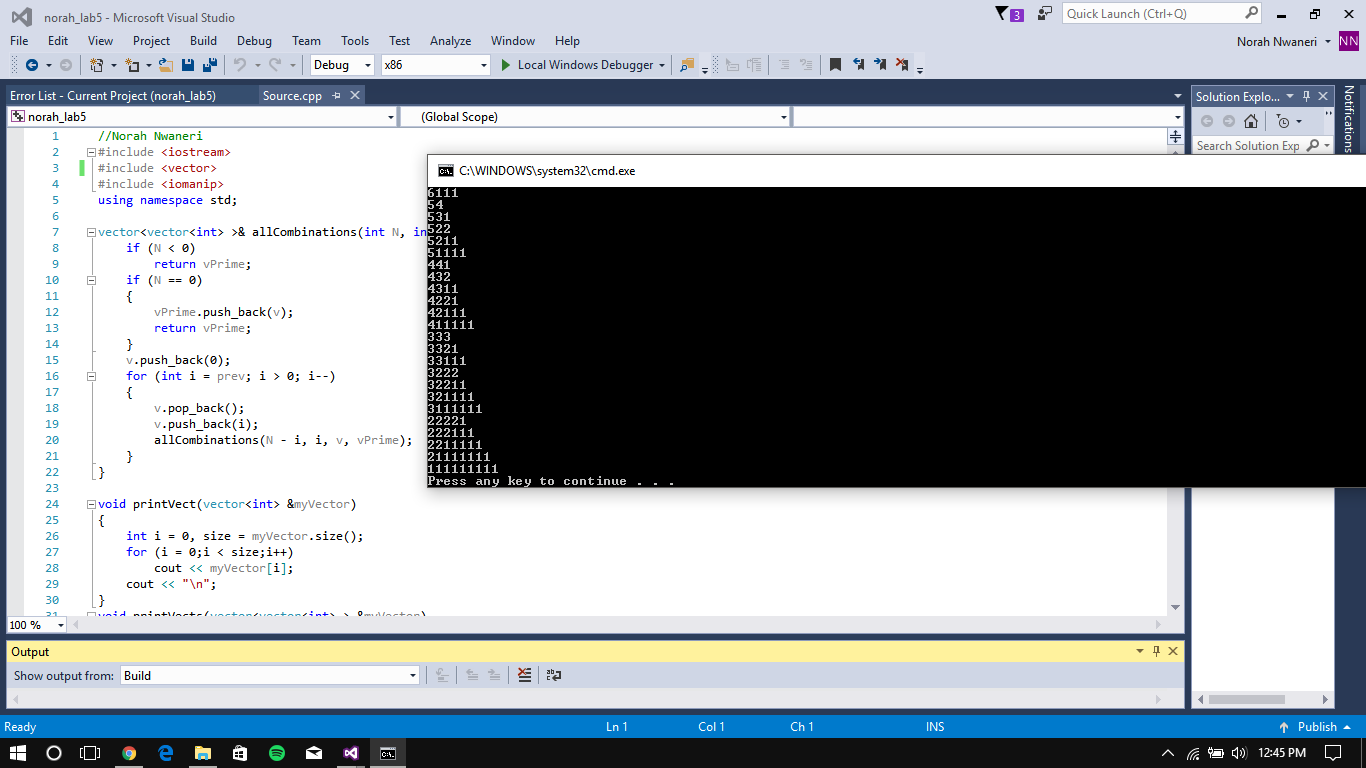 norah_lab5 - Microsoft Visual Studio
3
Quick Launch (Ctrl+Q)
File Edit View Project Build Debug Team Tools Test Analyze Window Help
Norah Nwaneri NN
Debug x86 Local Windows Debugger
Error List - Current Project (norah_lab5) Source.cpp
Solution Explo...
Notifications
norah_lab5 (Global Scope)
Search Solution Exp
1 //Norah Nwaneri
2 #include <iostream>
3 #include <vector>
4 #include <iomanip>
5 using namespace std;
6
7 vector<vector<int> >& allCombinations(int N, in
8 if (N < 0)
9 return vPrime;
10 if (N == 0)
11 {
12 vPrime.push_back(v);
13 return vPrime;
14 }
15 v.push_back(0);
16 for (int i = prev; i > 0; i--)
17 {
18 v.pop_back();
19 v.push_back(i);
20 allCombinations(N - i, i, v, vPrime);
21 }
22 }
23
24 void printVect(vector<int> &myVector)
25 {
26 int i = 0, size = myVector.size();
27 for (i = 0;i < size;i++)
28 cout << myVector[i];
29 cout << "\n";
30 }
31 void printVects(vector<vector<int> > &myVector)
C:\WINDOWS\system32\cmd.exe
6111
54
531
522
5211
51111
441
432
4311
4221
42111
411111
333
3321
33111
3222
32211
321111
3111111
22221
222111
2211111
21111111
111111111
Press any key to continue . . .
100 %
Output
Show output from: Build
Ready Ln 1 Col 1 Ch 1 INS Publish
12:45 PM